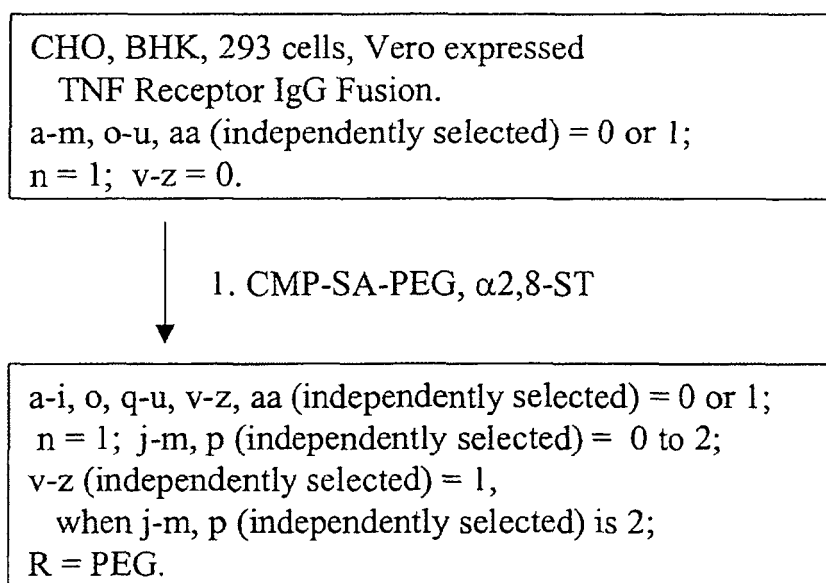 CHO, BHK, 293 cells, Vero expressed
TNF Receptor IgG Fusion.
a-m, o-u, aa (independently selected) = 0 or 1;
n = 1; v-z = 0.
1. CMP-SA-PEG, α2,8-ST
a-i, o, q-u, v-z, aa (independently selected) = 0 or 1;
n = 1; j-m, p (independently selected) = 0 to 2;
v-z (independently selected) = 1,
when j-m, p (independently selected) is 2;
R = PEG.